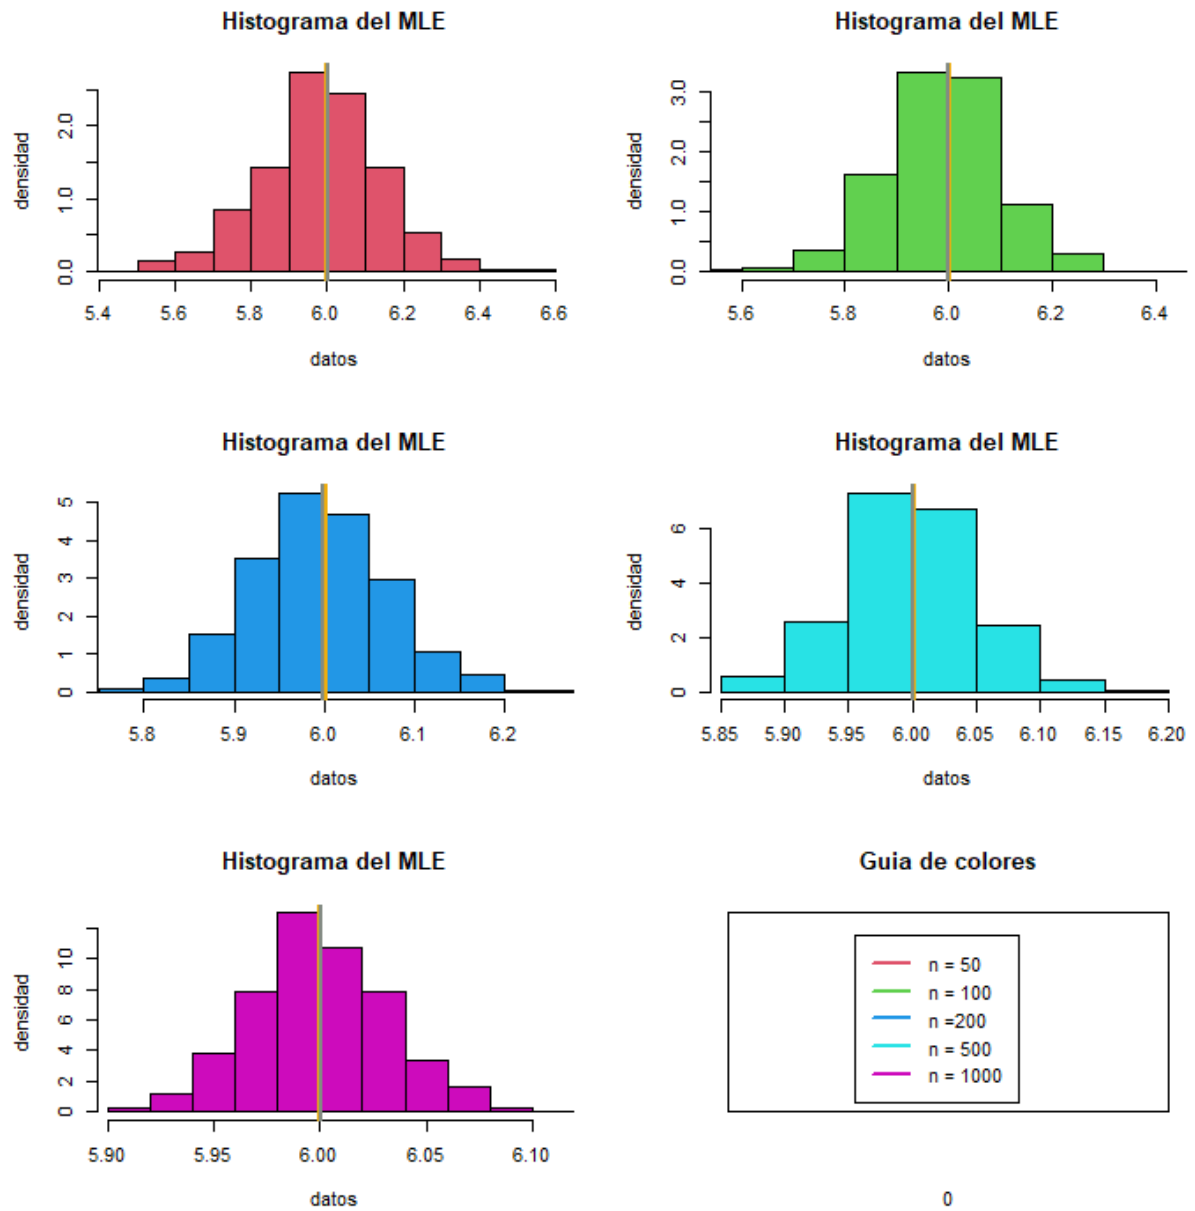 Histograma del MLE
densidad
0.0 1.0 2.0
5.4 5.6 5.8 6.0 6.2 6.4 6.6
datos
Histograma del MLE
densidad
0.0 1.0 2.0 3.0
5.6 5.8 6.0 6.2 6.4
datos
Histograma del MLE
densidad
0 1 2 3 4 5
5.8 5.9 6.0 6.1 6.2
datos
Histograma del MLE
densidad
0 2 4 6
5.85 5.90 5.95 6.00 6.05 6.10 6.15 6.20
datos
Histograma del MLE
densidad
0 2 4 6 8 10
5.90 5.95 6.00 6.05 6.10
datos
Guia de colores
n = 50
n = 100
n =200
n = 500
n = 1000
0